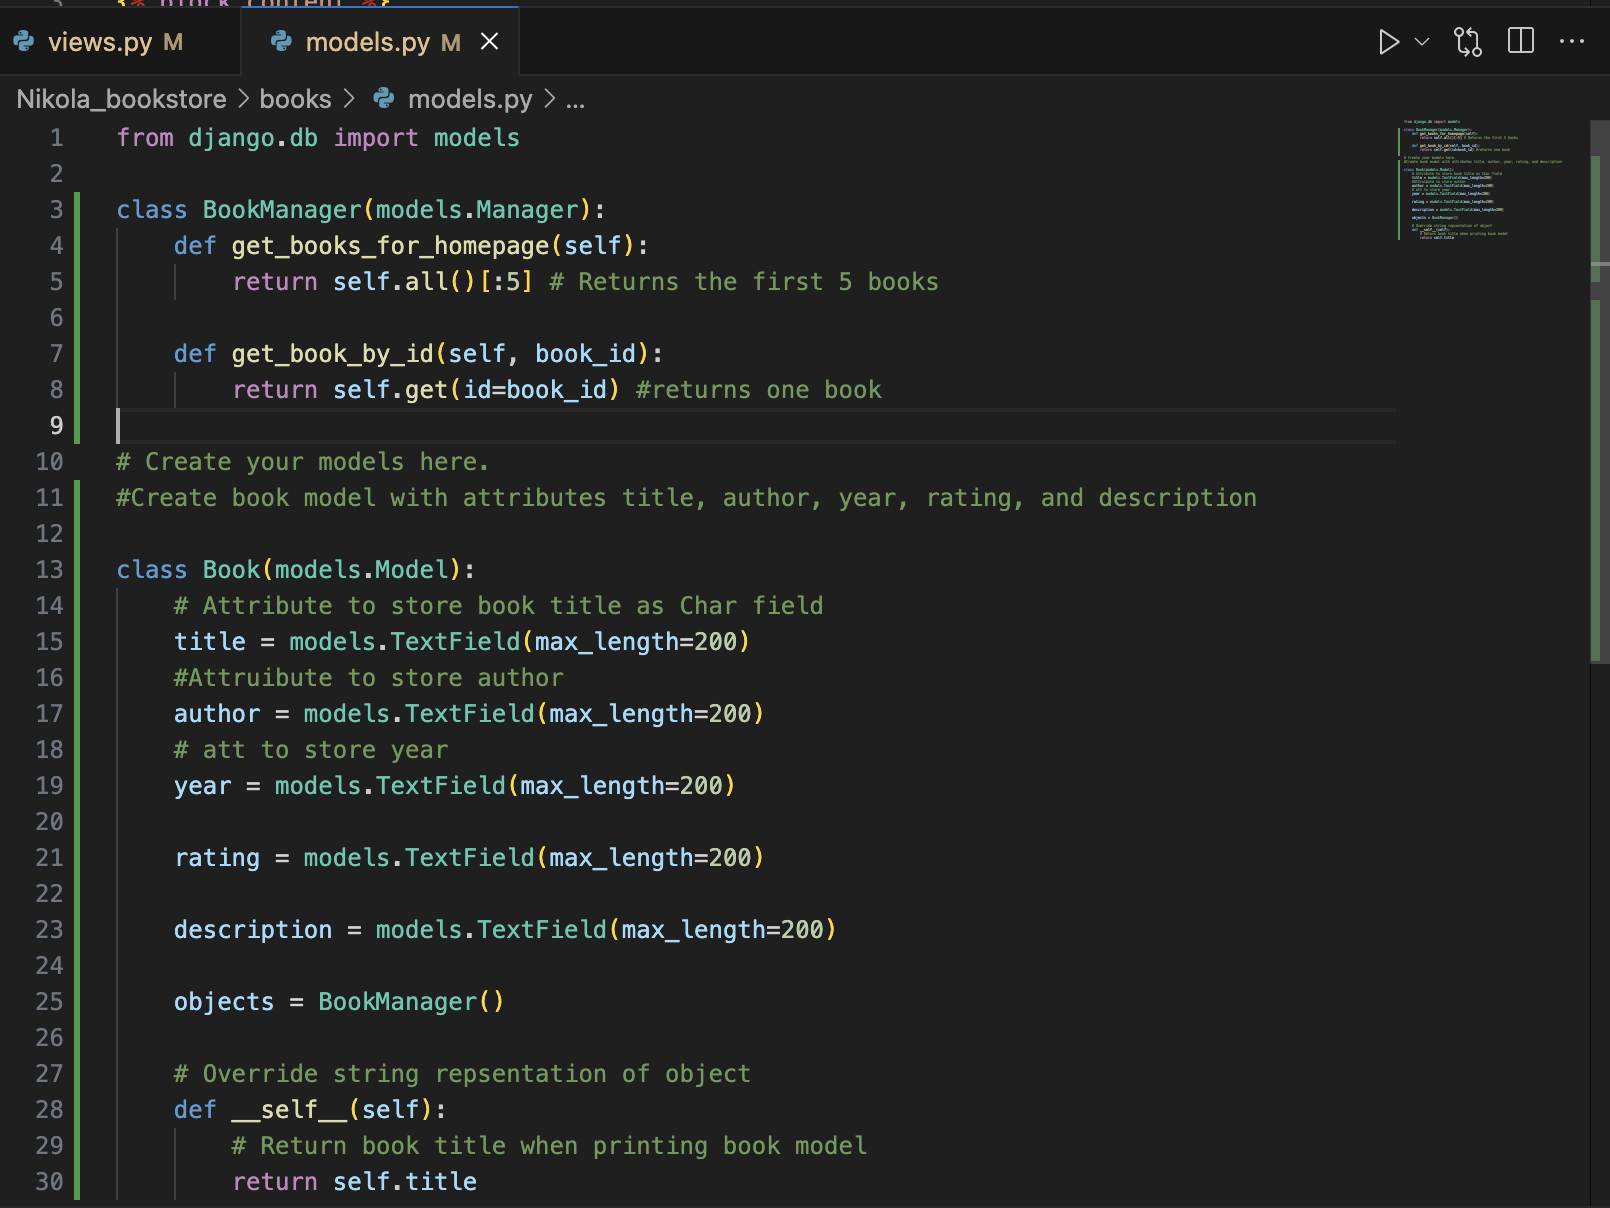 views.py M models.py M
Nikola_bookstore > books > models.py > ...
1 from django.db import models
2
3 class BookManager(models.Manager):
4 def get_books_for_homepage(self):
5 return self.all()[:5] # Returns the first 5 books
6
7 def get_book_by_id(self, book_id):
8 return self.get(id=book_id) #returns one book
9
10 # Create your models here.
11 #Create book model with attributes title, author, year, rating, and description
12
13 class Book(models.Model):
14 # Attribute to store book title as Char field
15 title = models.TextField(max_length=200)
16 #Attruibute to store author
17 author = models.TextField(max_length=200)
18 # att to store year
19 year = models.TextField(max_length=200)
20
21 rating = models.TextField(max_length=200)
22
23 description = models.TextField(max_length=200)
24
25 objects = BookManager()
26
27 # Override string repsentation of object
28 def __self__(self):
29 # Return book title when printing book model
30 return self.title